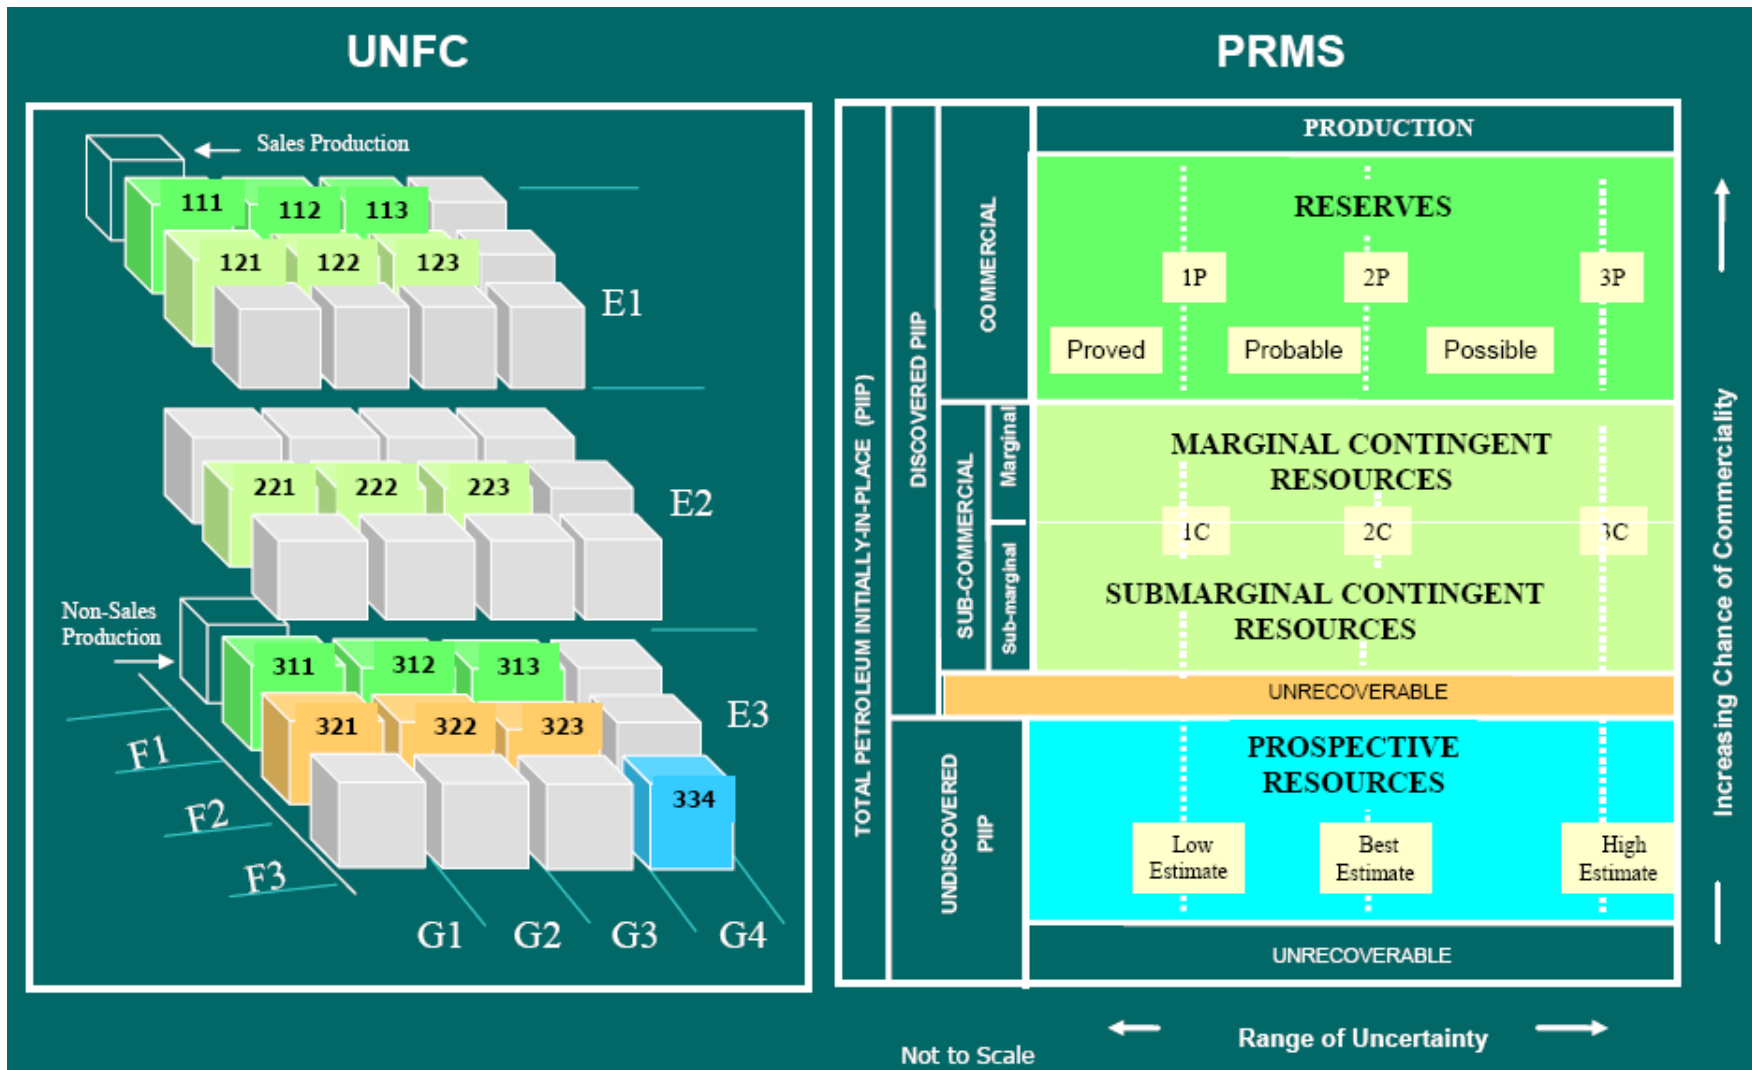 UNFC
Sales Production
111
112
113
121
122
123
E1
221
222
223
E2
Non-Sales
Production
311
312
313
321
322
323
334
E3
F1
F2
F3
G1
G2
G3
G4
PRMS
TOTAL PETROLEUM INITIALLY-IN-PLACE (PIIP)
DISCOVERED PIIP
UNDISCOVERED
PIIP
COMMERCIAL
SUB-COMMERCIAL
Marginal
Sub-marginal
PRODUCTION
RESERVES
1P
2P
3P
Proved
Probable
Possible
MARGINAL CONTINGENT
RESOURCES
1C
2C
3C
SUBMARGINAL CONTINGENT
RESOURCES
UNRECOVERABLE
PROSPECTIVE
RESOURCES
Low
Estimate
Best
Estimate
High
Estimate
UNRECOVERABLE
Increasing Chance of Commerciality
Range of Uncertainty
Not to Scale